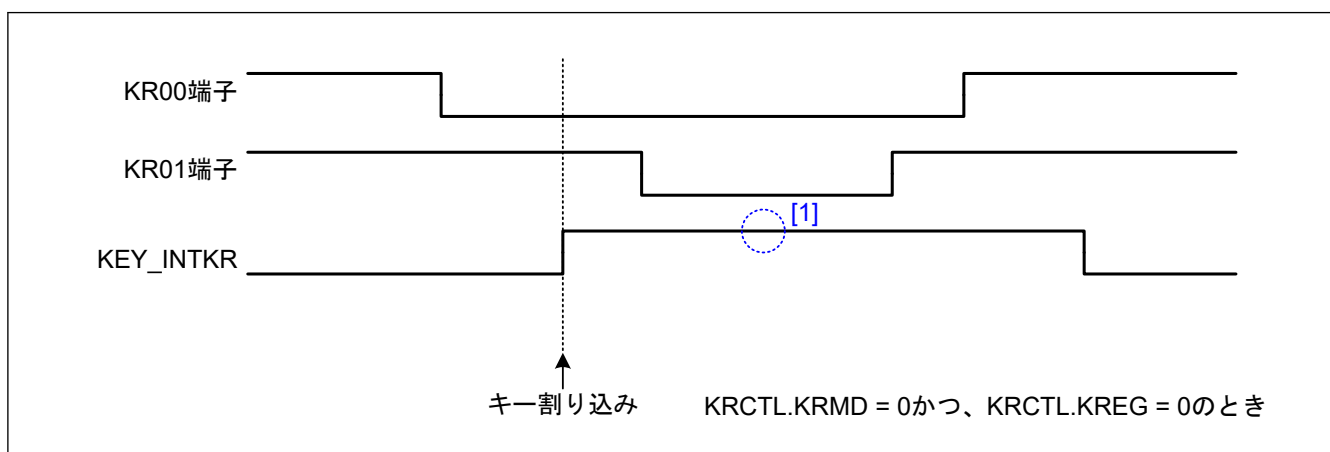 KR00端子
KR01端子
[1]
KEY_INTKR
キー割り込み
KRCTL.KRMD = 0かつ、KRCTL.KREG = 0のとき